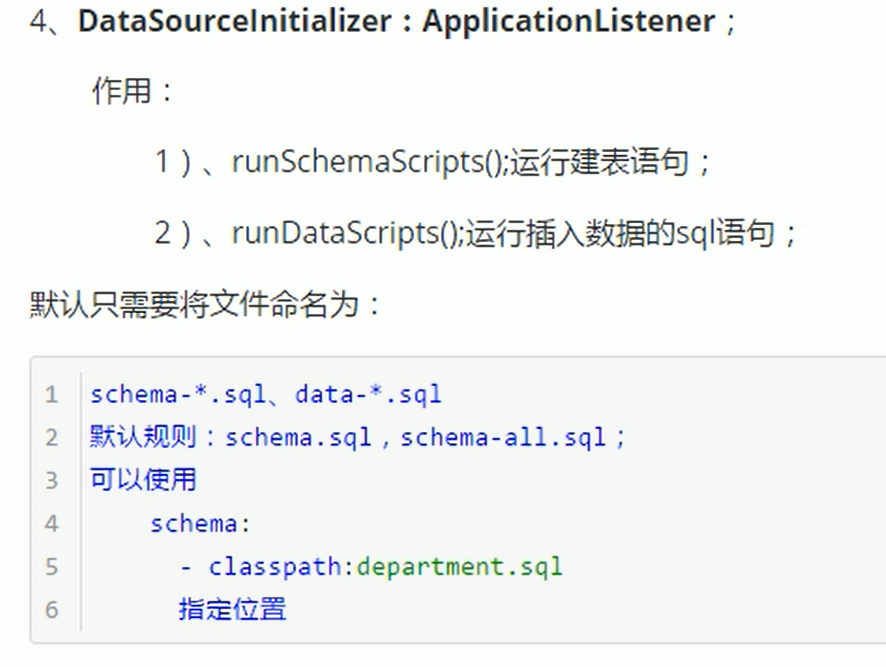 4、DataSourceInitializer：ApplicationListener；
作用：
1）、runSchemaScripts();运行建表语句；
2）、runDataScripts();运行插入数据的sql语句；
默认只需要将文件命名为：
1 schema-*.sql、data-*.sql
2 默认规则：schema.sql，schema-all.sql；
3 可以使用
4 schema:
5 - classpath:department.sql
6 指定位置